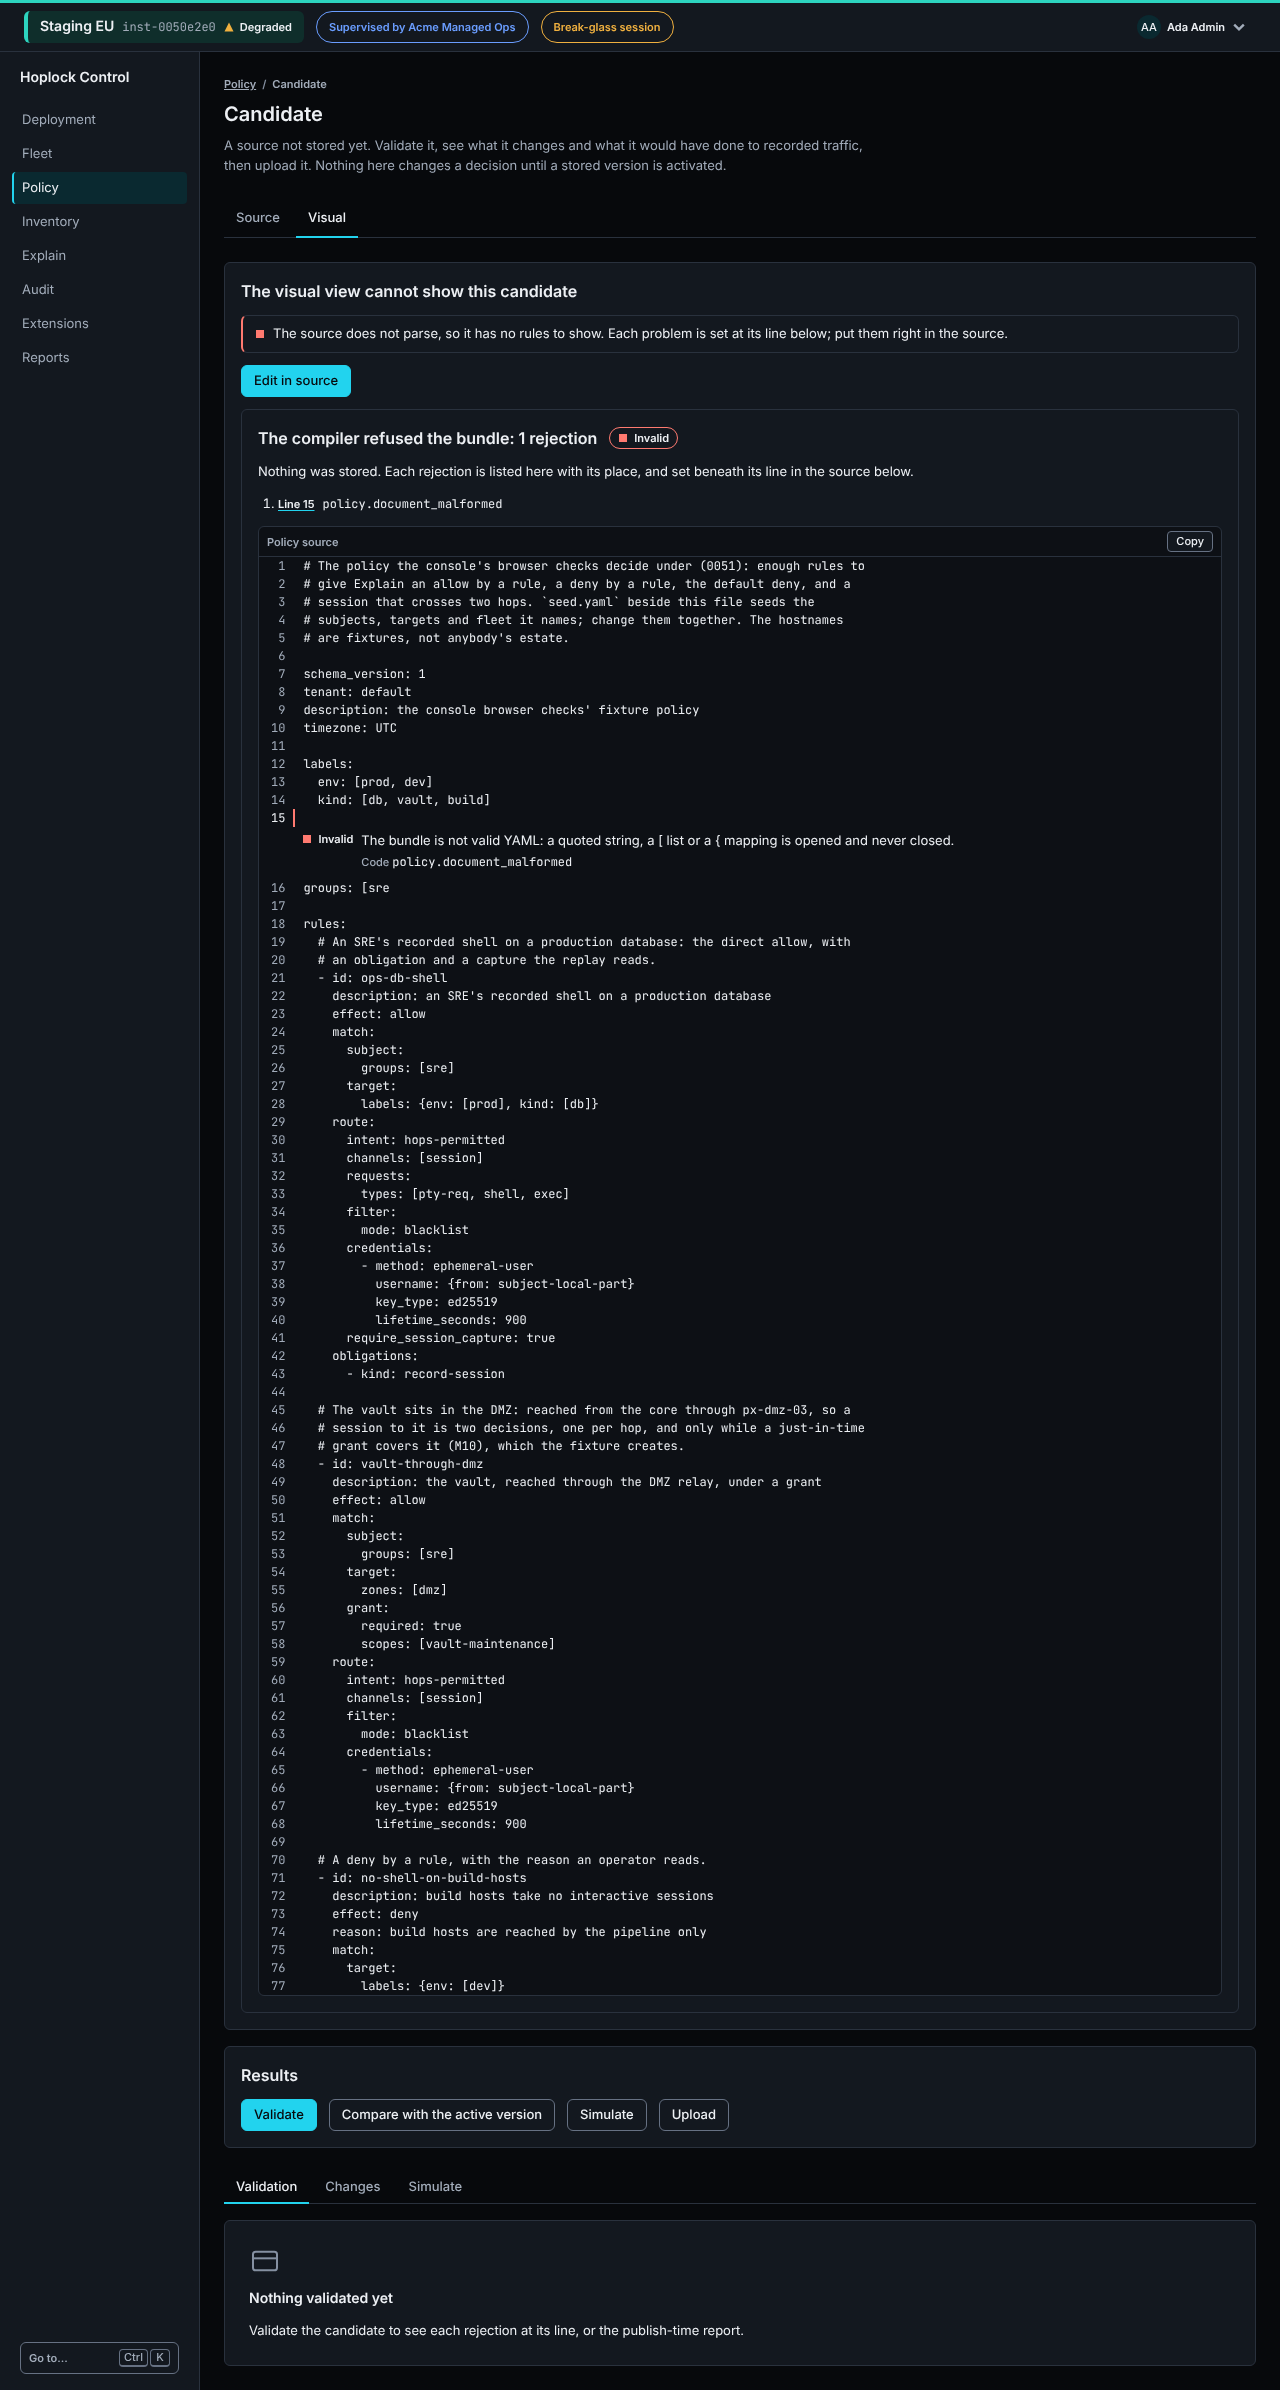 Staging EU inst-0050e2e0 Degraded
Supervised by Acme Managed Ops
Break-glass session
AA Ada Admin
Hoplock Control
Deployment
Fleet
Policy
Inventory
Explain
Audit
Extensions
Reports
Go to...
Ctrl K
Policy / Candidate
Candidate
A source not stored yet. Validate it, see what it changes and what it would have done to recorded traffic,
then upload it. Nothing here changes a decision until a stored version is activated.
Source
Visual
The visual view cannot show this candidate
The source does not parse, so it has no rules to show. Each problem is set at its line below; put them right in the source.
Edit in source
The compiler refused the bundle: 1 rejection
Invalid
Nothing was stored. Each rejection is listed here with its place, and set beneath its line in the source below.
1. Line 15 policy.document_malformed
Policy source
Copy
1 # The policy the console's browser checks decide under (0051): enough rules to
2 # give Explain an allow by a rule, a deny by a rule, the default deny, and a
3 # session that crosses two hops. `seed.yaml` beside this file seeds the
4 # subjects, targets and fleet it names; change them together. The hostnames
5 # are fixtures, not anybody's estate.
6
7 schema_version: 1
8 tenant: default
9 description: the console browser checks' fixture policy
10 timezone: UTC
11
12 labels:
13 env: [prod, dev]
14 kind: [db, vault, build]
15
Invalid The bundle is not valid YAML: a quoted string, a [ list or a { mapping is opened and never closed.
Code policy.document_malformed
16 groups: [sre
17
18 rules:
19 # An SRE's recorded shell on a production database: the direct allow, with
20 # an obligation and a capture the replay reads.
21 - id: ops-db-shell
22 description: an SRE's recorded shell on a production database
23 effect: allow
24 match:
25 subject:
26 groups: [sre]
27 target:
28 labels: {env: [prod], kind: [db]}
29 route:
30 intent: hops-permitted
31 channels: [session]
32 requests:
33 types: [pty-req, shell, exec]
34 filter:
35 mode: blacklist
36 credentials:
37 - method: ephemeral-user
38 username: {from: subject-local-part}
39 key_type: ed25519
40 lifetime_seconds: 900
41 require_session_capture: true
42 obligations:
43 - kind: record-session
44
45 # The vault sits in the DMZ: reached from the core through px-dmz-03, so a
46 # session to it is two decisions, one per hop, and only while a just-in-time
47 # grant covers it (M10), which the fixture creates.
48 - id: vault-through-dmz
49 description: the vault, reached through the DMZ relay, under a grant
50 effect: allow
51 match:
52 subject:
53 groups: [sre]
54 target:
55 zones: [dmz]
56 grant:
57 required: true
58 scopes: [vault-maintenance]
59 route:
60 intent: hops-permitted
61 channels: [session]
62 filter:
63 mode: blacklist
64 credentials:
65 - method: ephemeral-user
66 username: {from: subject-local-part}
67 key_type: ed25519
68 lifetime_seconds: 900
69
70 # A deny by a rule, with the reason an operator reads.
71 - id: no-shell-on-build-hosts
72 description: build hosts take no interactive sessions
73 effect: deny
74 reason: build hosts are reached by the pipeline only
75 match:
76 target:
77 labels: {env: [dev]}
Results
Validate
Compare with the active version
Simulate
Upload
Validation
Changes
Simulate
Nothing validated yet
Validate the candidate to see each rejection at its line, or the publish-time report.